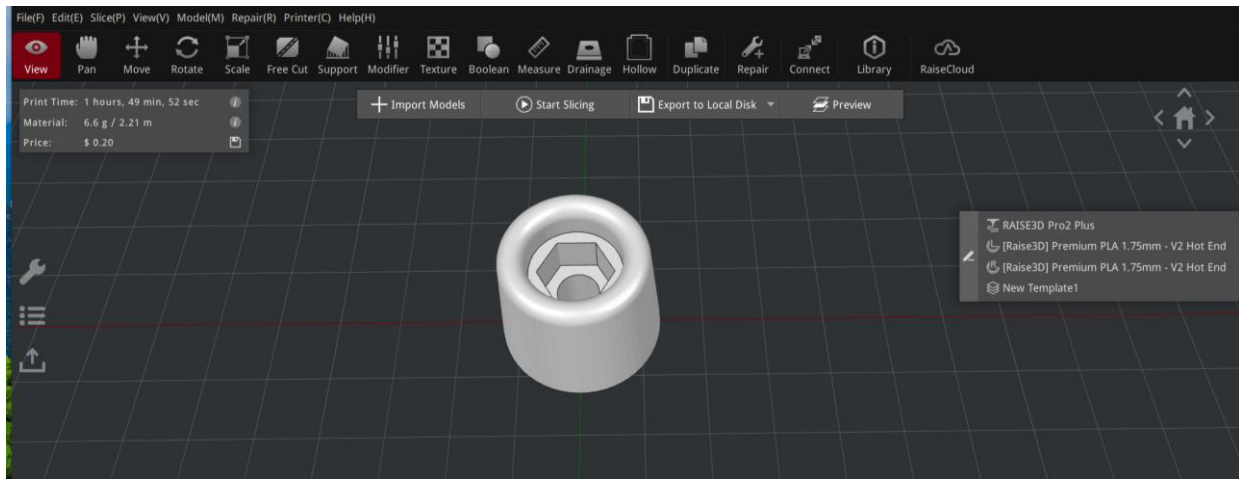 File(F) Edit(E) Slice(P) View(V) Model(M) Repair(R) Printer(C) Help(H)
View Pan Move Rotate Scale Free Cut Support Modifier Texture Boolean Measure Drainage Hollow Duplicate Repair Connect Library RaiseCloud
Print Time: 1 hours, 49 min, 52 sec
Material: 6.6 g / 2.21 m
Price: $ 0.20
Import Models Start Slicing Export to Local Disk Preview
RAISE3D Pro2 Plus
[Raise3D] Premium PLA 1.75mm - V2 Hot End
[Raise3D] Premium PLA 1.75mm - V2 Hot End
New Template1